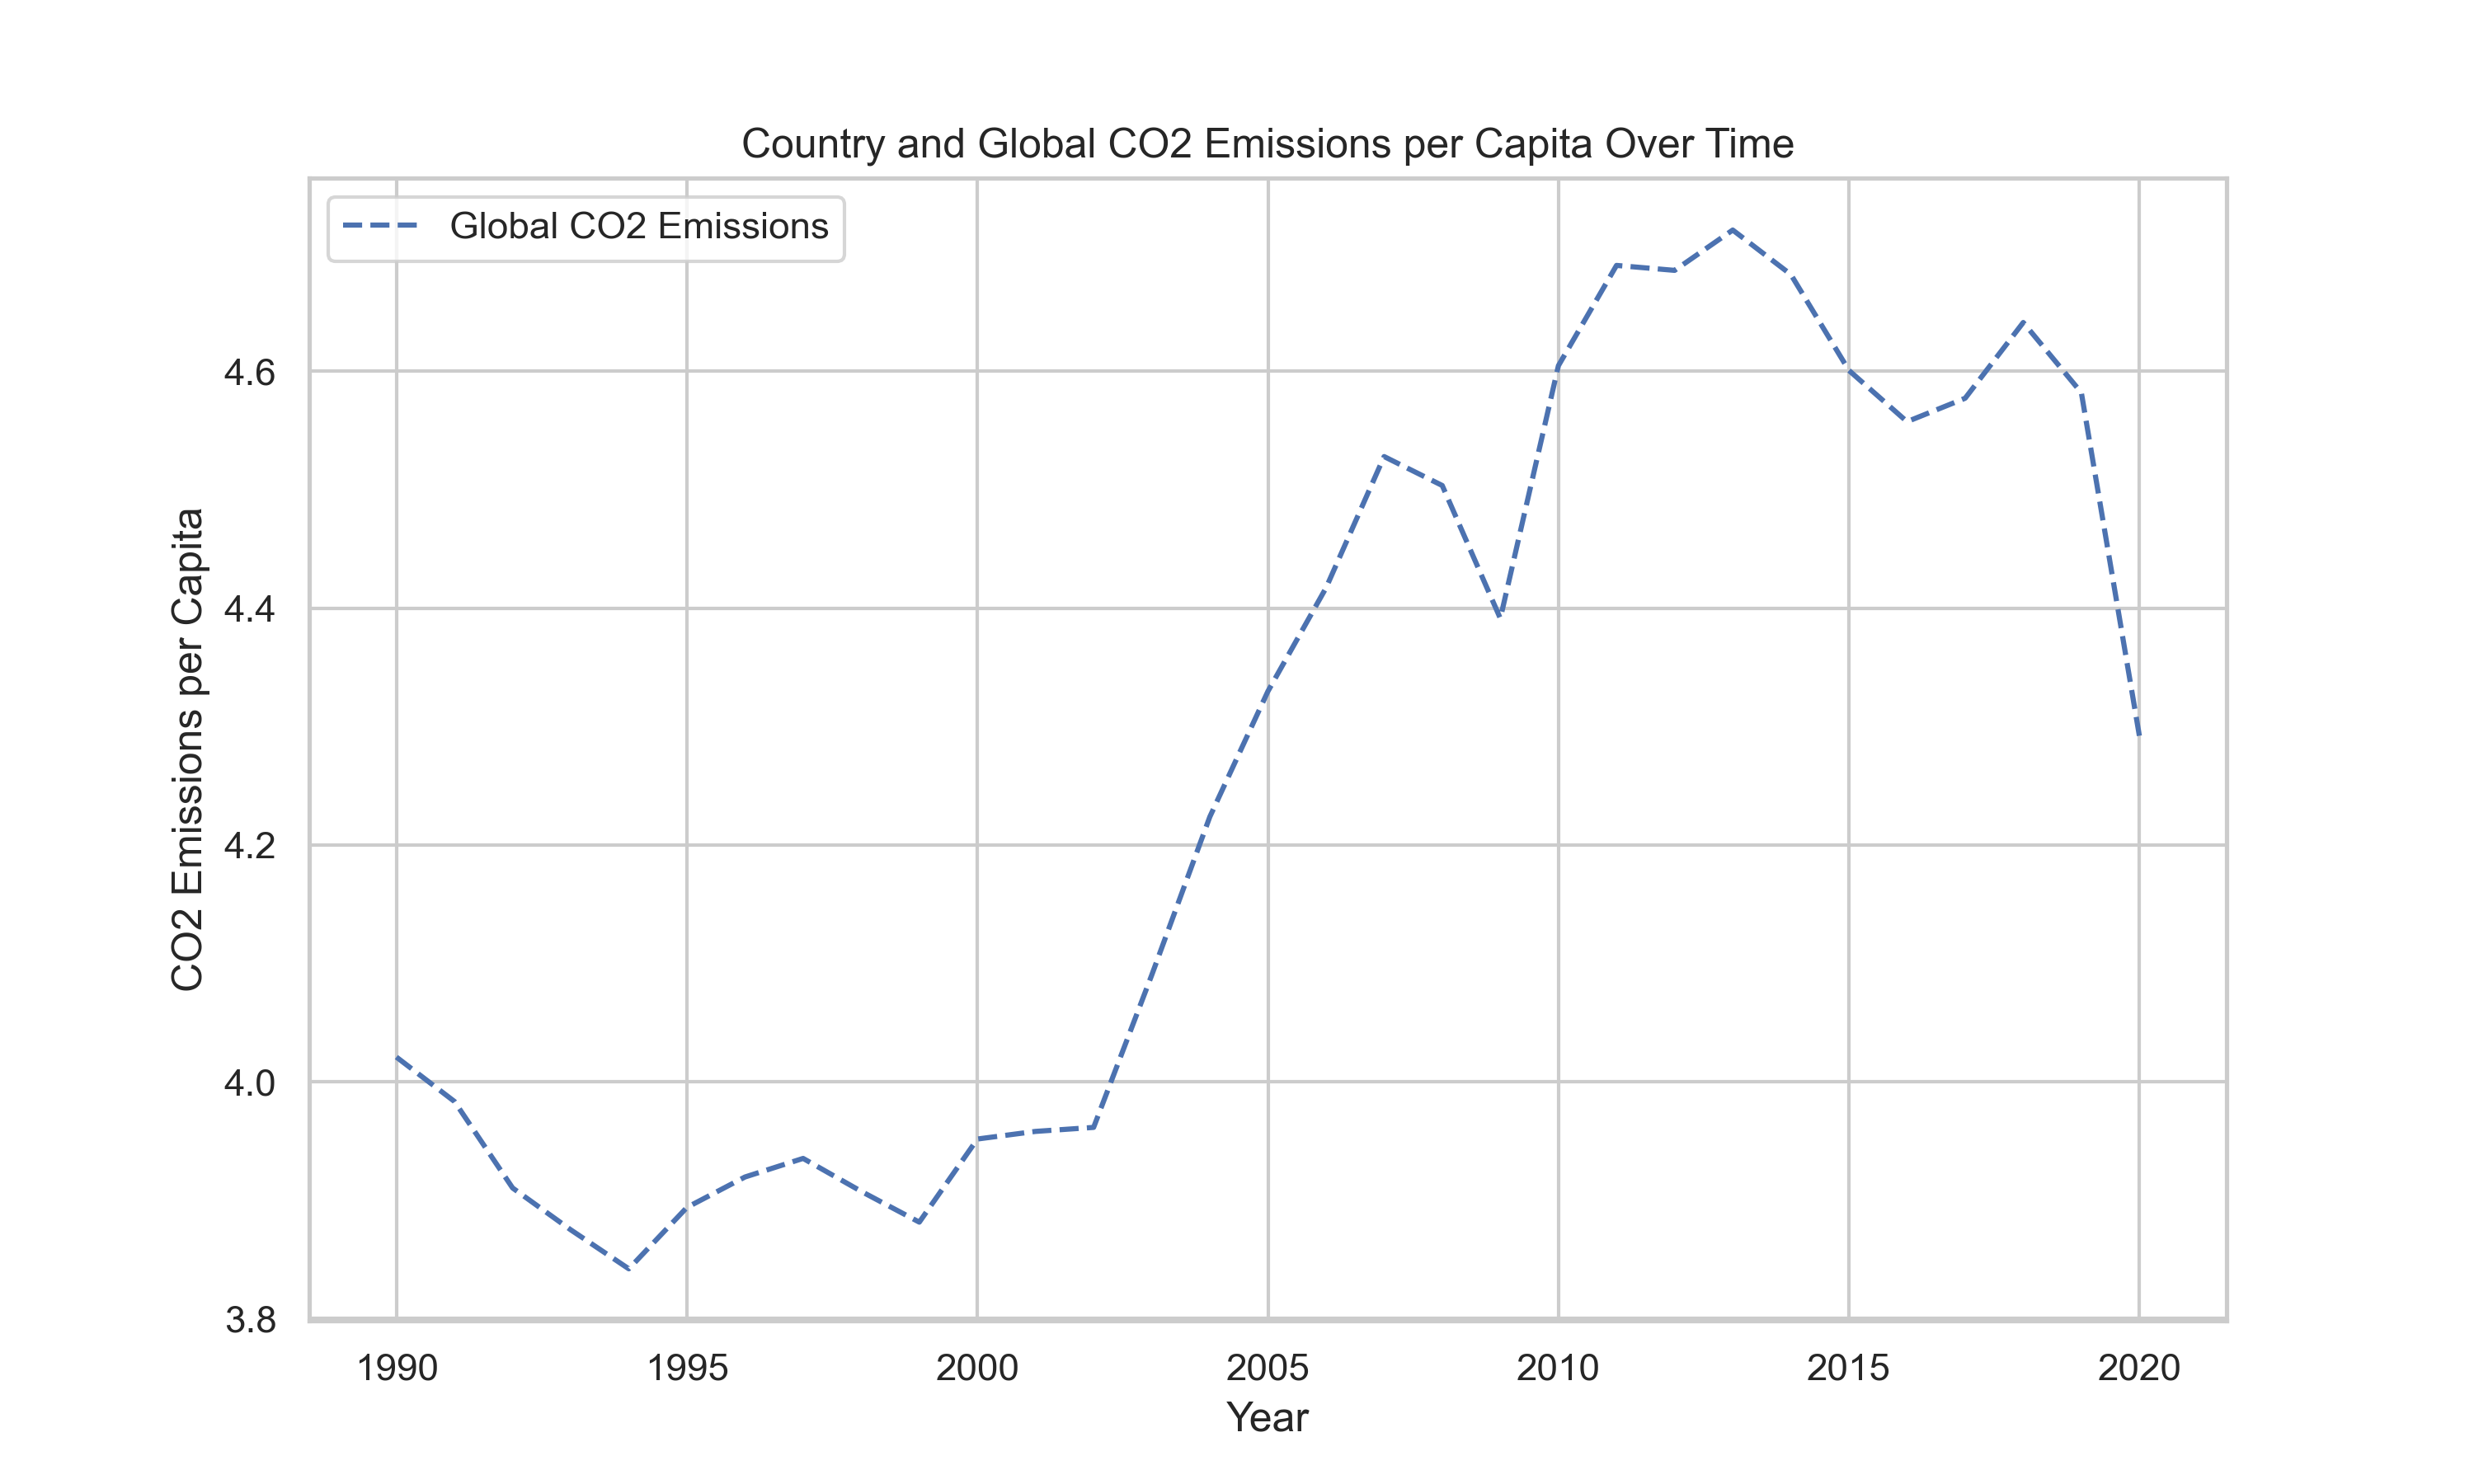 Country and Global CO2 Emissions per Capita Over Time
Global CO2 Emissions
CO2 Emissions per Capita
4.6
4.4
4.2
4.0
3.8
1990 1995 2000 2005 2010 2015 2020
Year